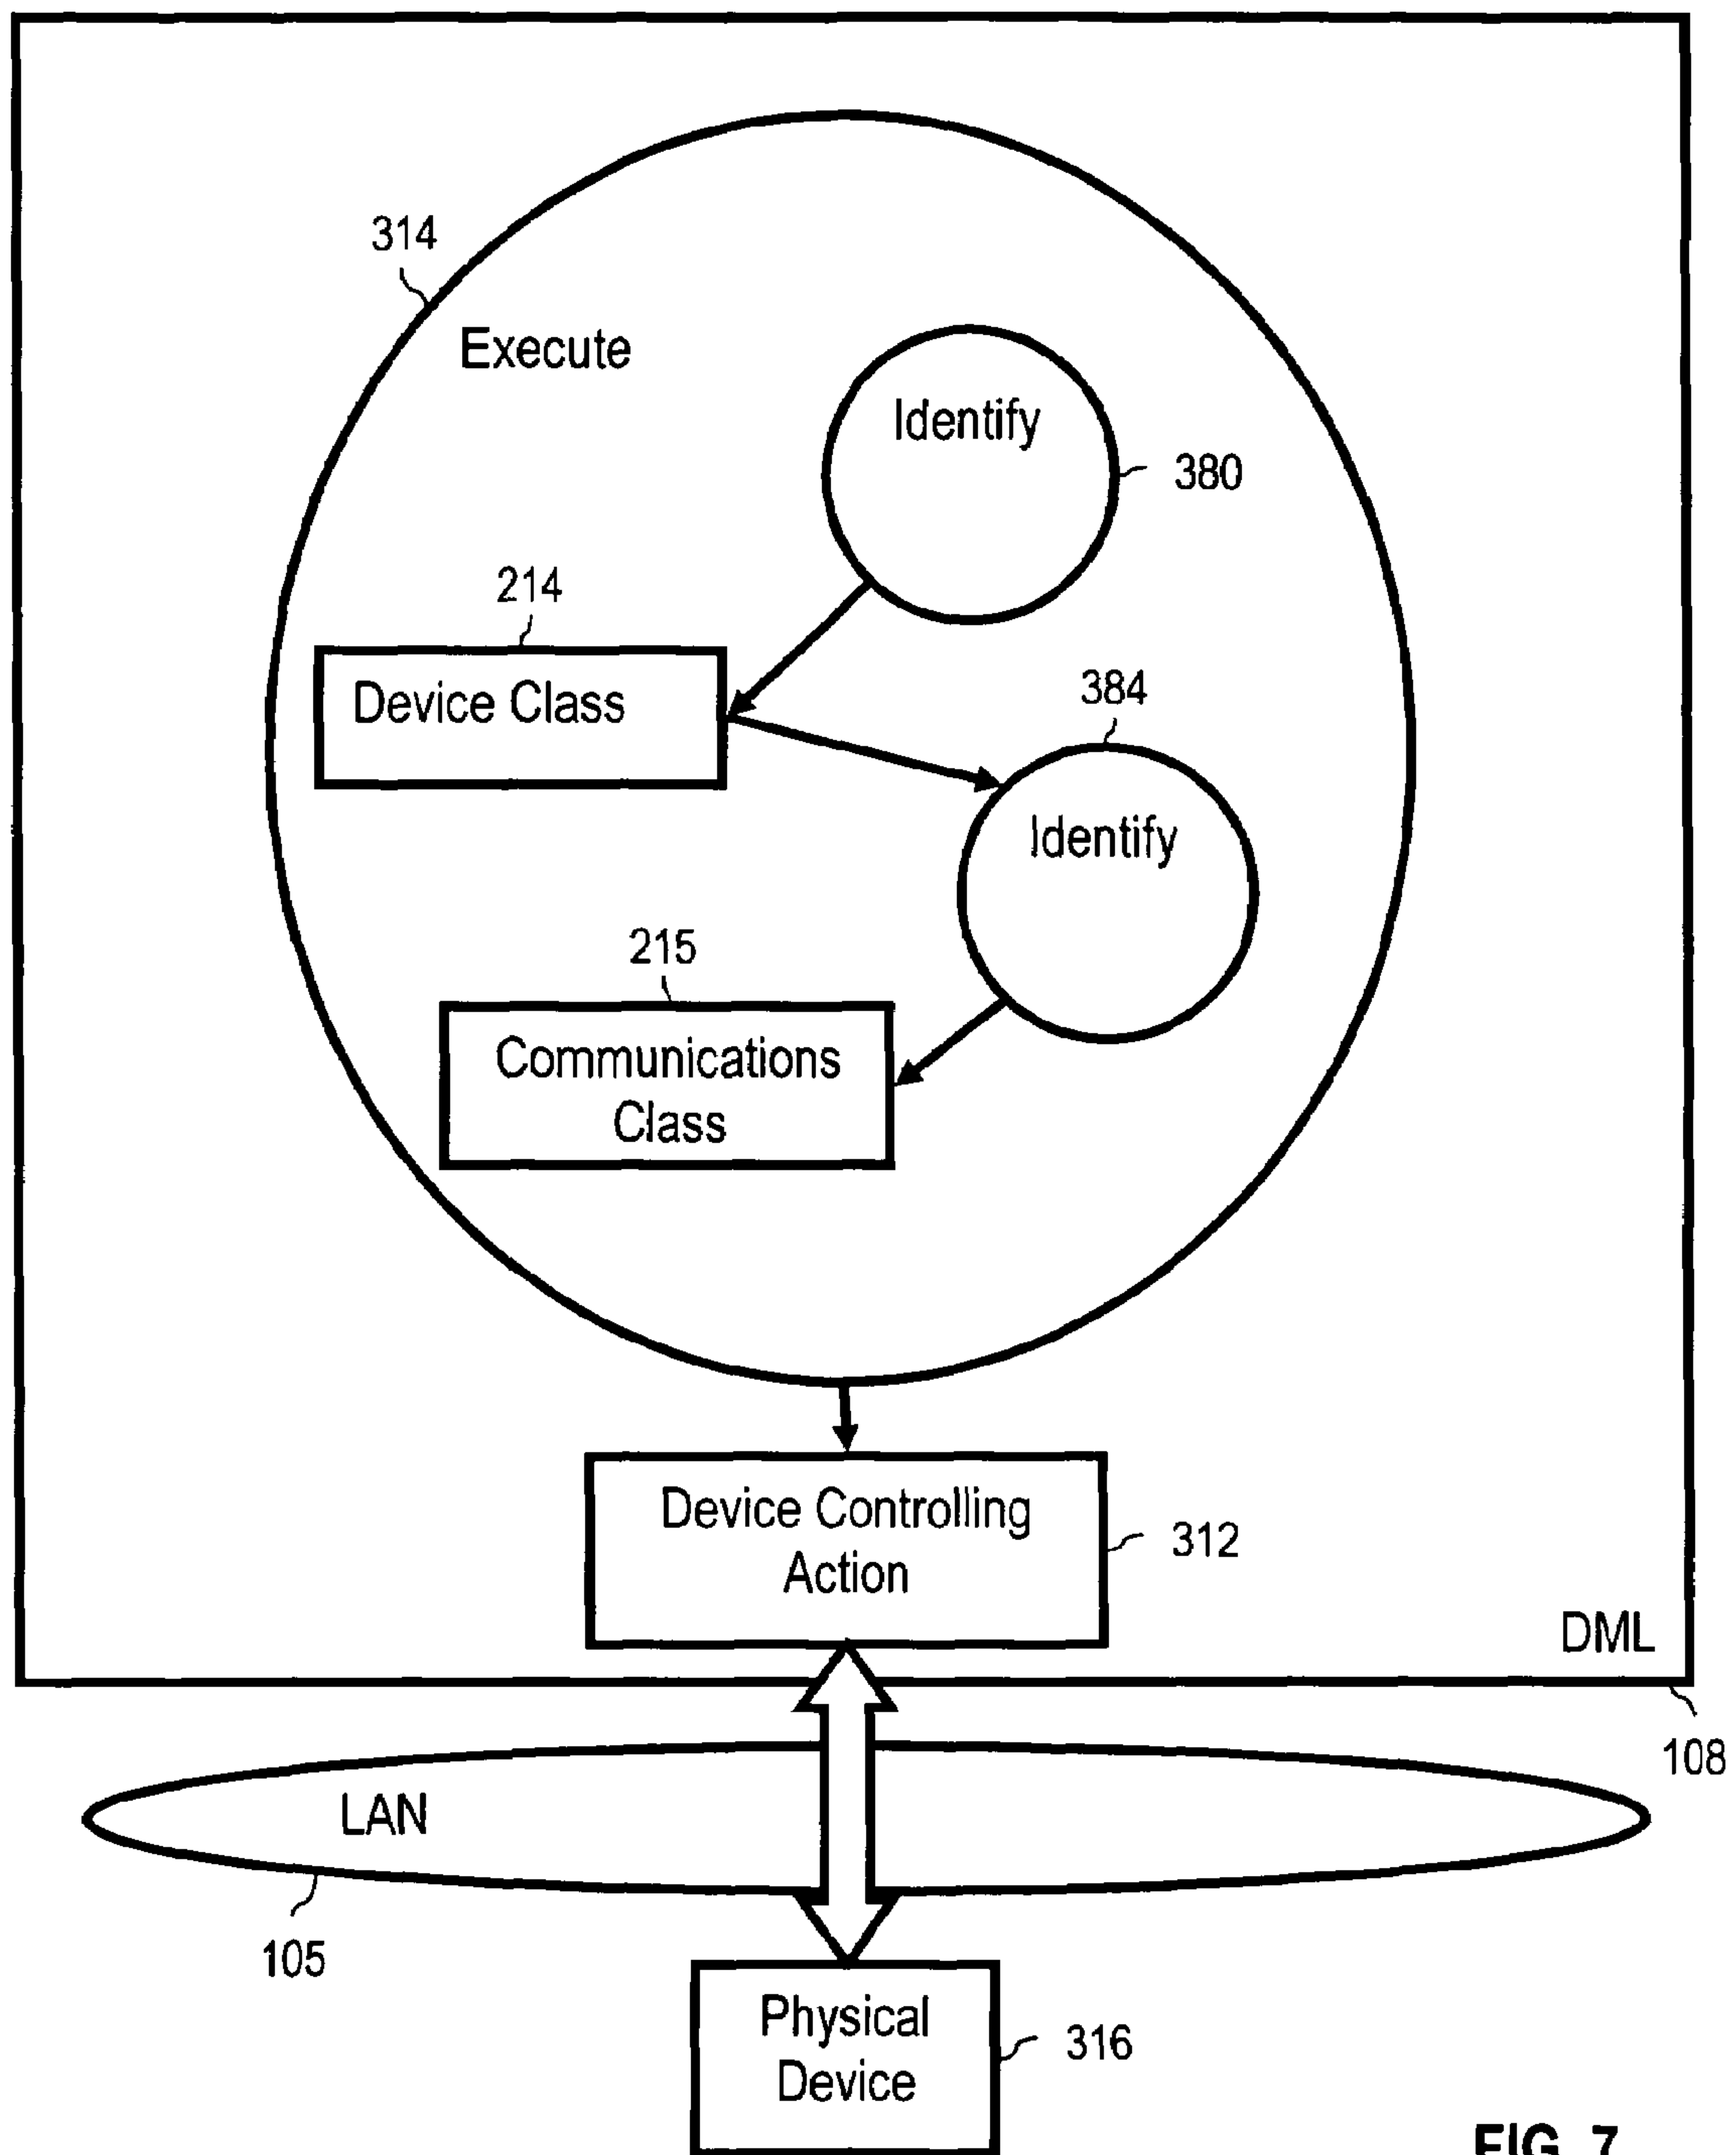 314
Execute
Identify
380
214
Device Class
384
Identify
215
Communications
Class
Device Controlling
Action
312
DML
108
LAN
105
Physical
Device
316
FIG. 7